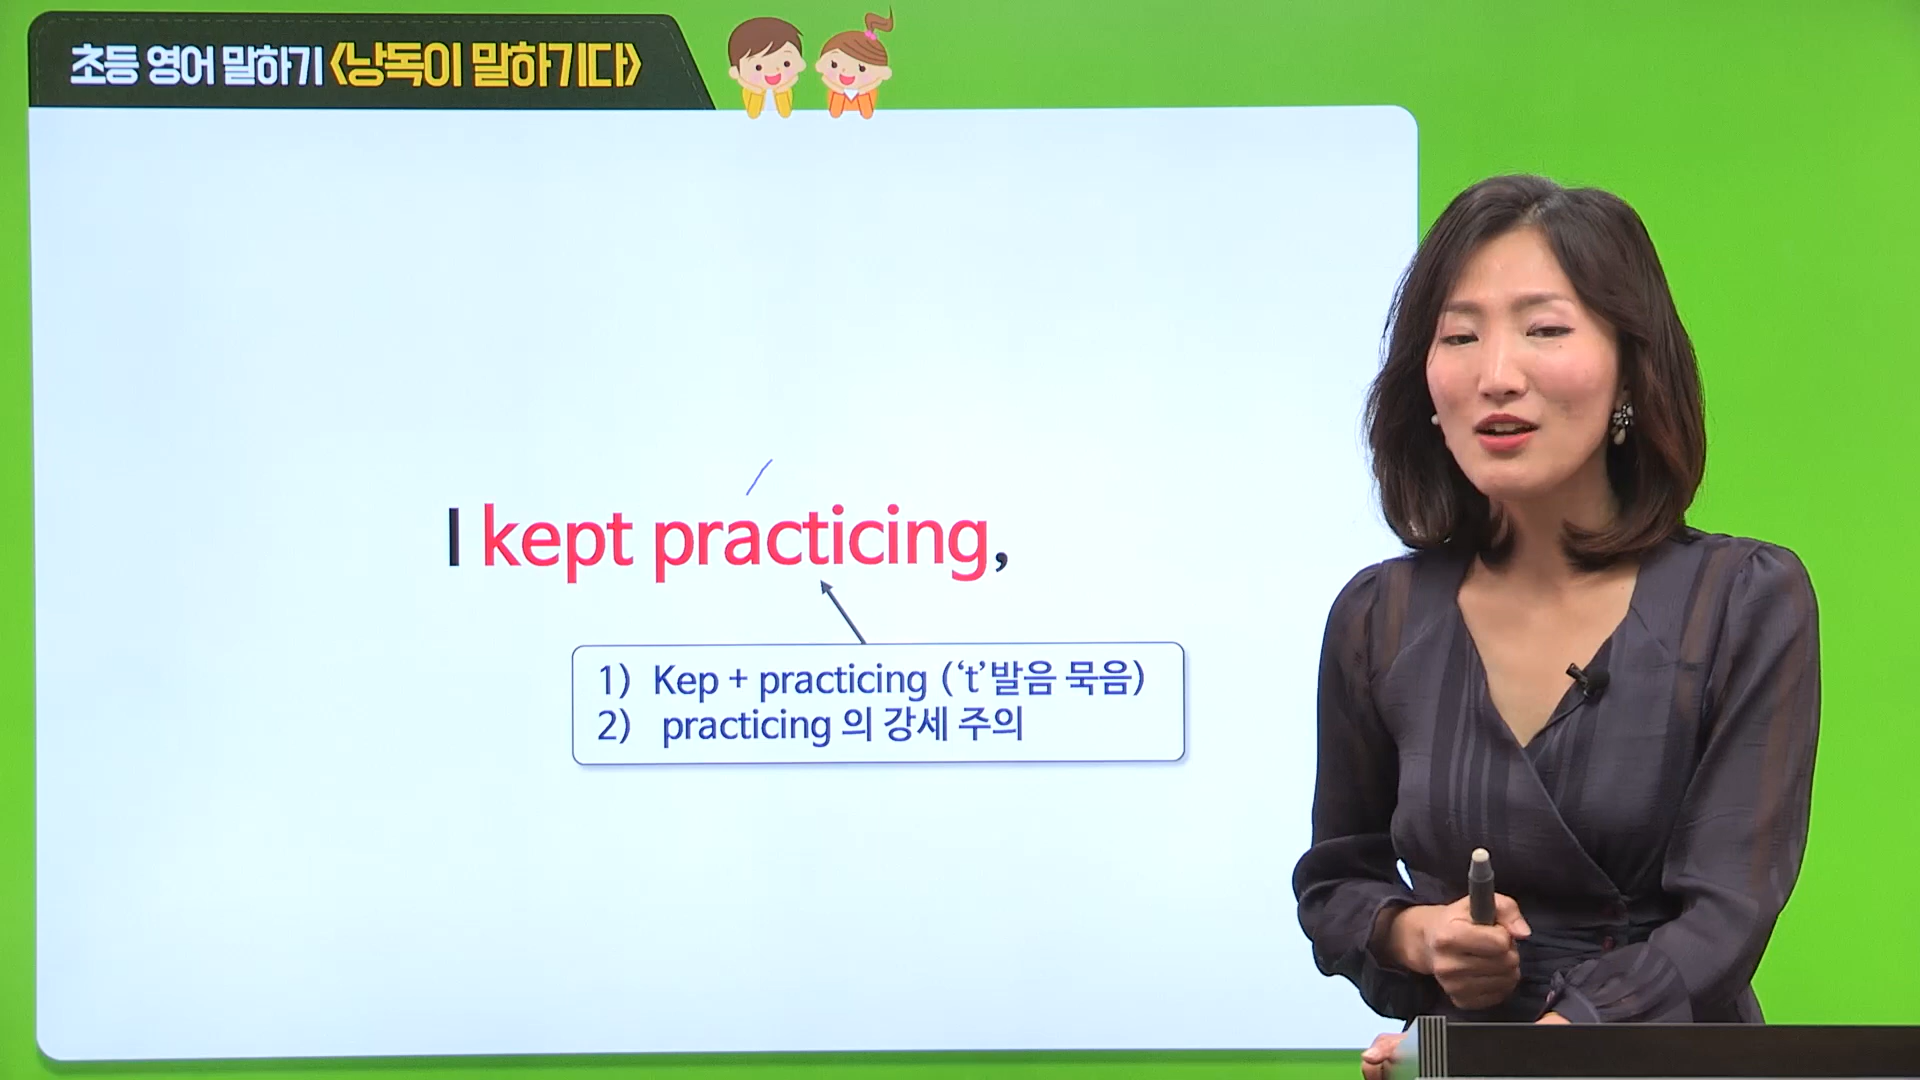 초등 영어 말하기 <낭독이 말하기다>
I kept practicing,
1) Kep + practicing (‘t’발음 묵음)
2) practicing 의 강세 주의